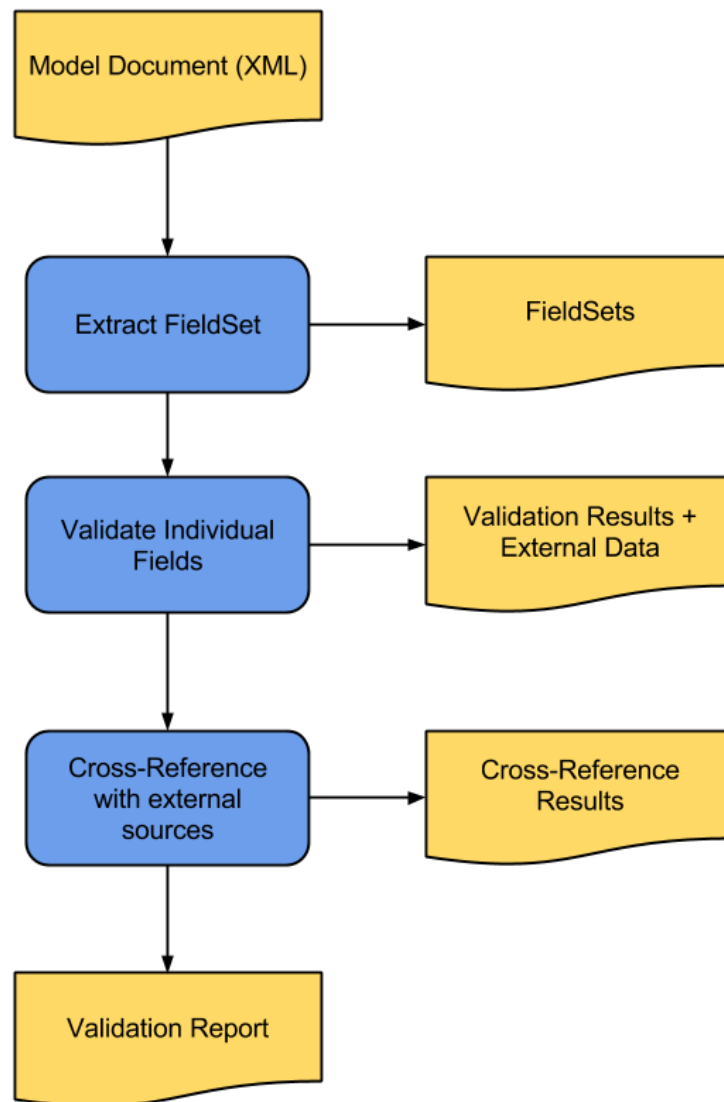 Model Document (XML)
Extract FieldSet
FieldSets
Validate Individual
Fields
Validation Results +
External Data
Cross-Reference
with external
sources
Cross-Reference
Results
Validation Report